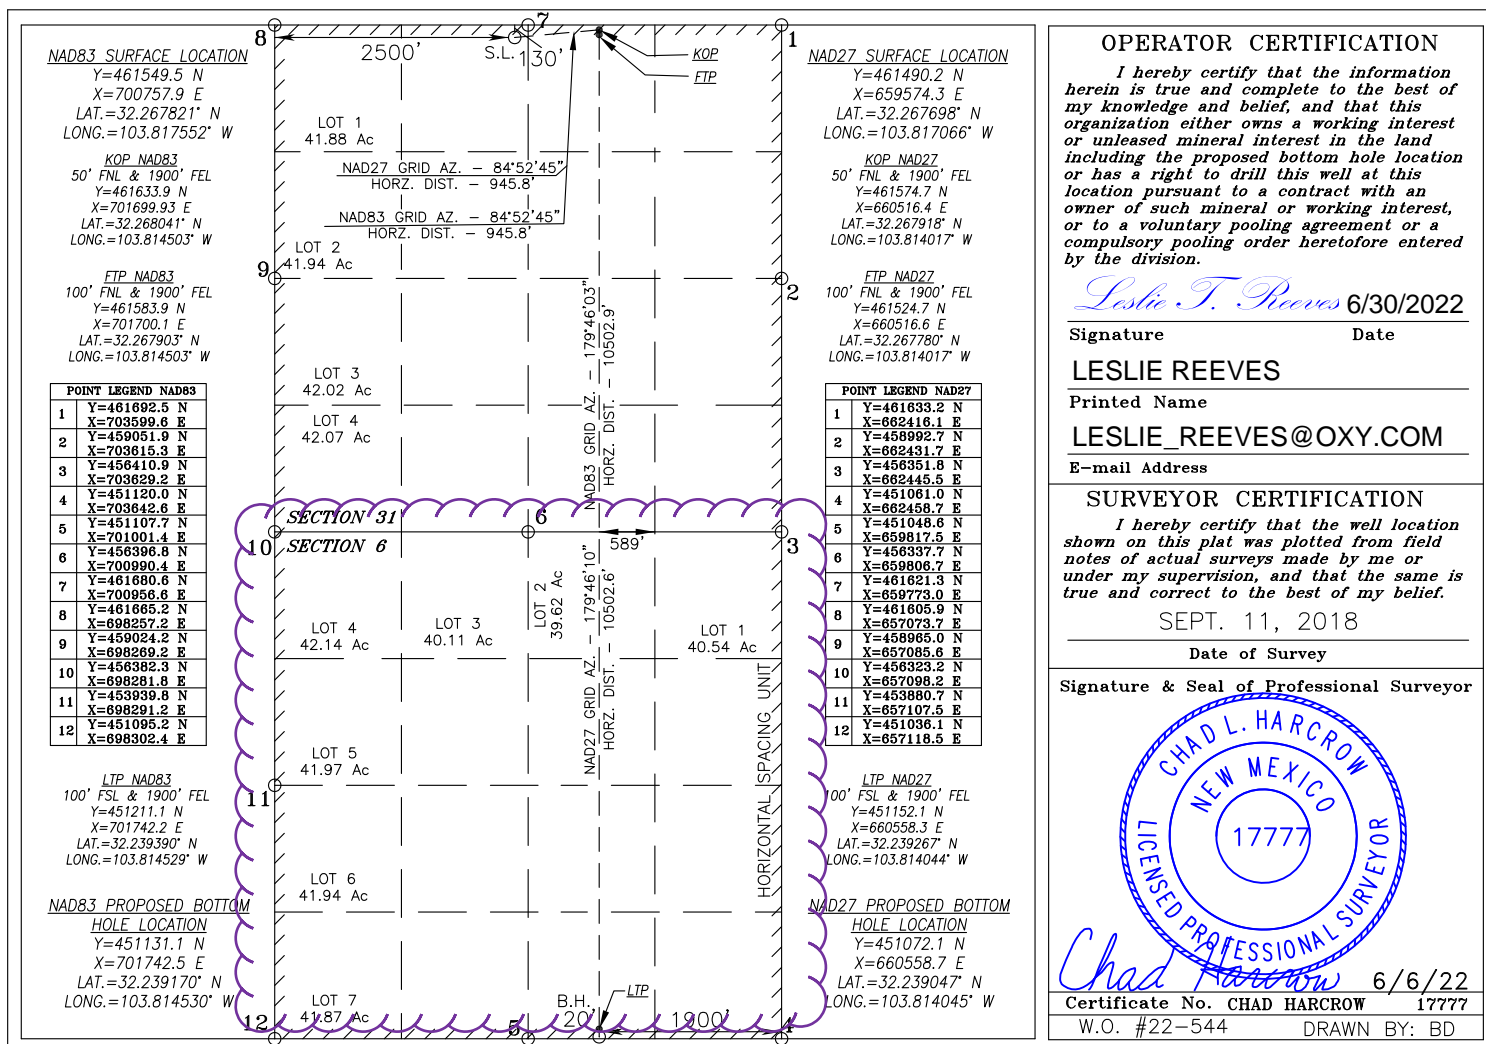 NAD83 SURFACE LOCATION
Y=461549.5 N
X=700757.9 E
LAT.=32.267821° N
LONG.=103.817552° W
KOP NAD83
50' FNL & 1900' FEL
Y=461633.9 N
X=701699.93 E
LAT.=32.268041° N
LONG.=103.814503° W
FTP NAD83
100' FNL & 1900' FEL
Y=461583.9 N
X=701700.1 E
LAT.=32.267903° N
LONG.=103.814503° W
POINT LEGEND NAD83
1 Y=461692.5 N
X=703599.6 E
2 Y=459051.9 N
X=703615.3 E
3 Y=456410.9 N
X=703629.2 E
4 Y=451120.0 N
X=703642.6 E
5 Y=451107.7 N
X=701001.4 E
6 Y=456396.8 N
X=700990.4 E
7 Y=461680.6 N
X=700956.6 E
8 Y=461665.2 N
X=698257.2 E
9 Y=459024.2 N
X=698269.2 E
10 Y=456382.3 N
X=698281.8 E
11 Y=453939.8 N
X=698291.2 E
12 Y=451095.2 N
X=698302.4 E
LTP NAD83
100' FSL & 1900' FEL
Y=451211.1 N
X=701742.2 E
LAT.=32.239390° N
LONG.=103.814529° W
NAD83 PROPOSED BOTTOM
HOLE LOCATION
Y=451131.1 N
X=701742.5 E
LAT.=32.239170° N
LONG.=103.814530° W
8
7
1
2500'
S.L.
130'
KOP
FTP
LOT 1
41.88 Ac
NAD27 GRID AZ. - 84°52'45"
HORZ. DIST. - 945.8'
NAD83 GRID AZ. - 84°52'45"
HORZ. DIST. - 945.8'
LOT 2
41.94 Ac
9
2
LOT 3
42.02 Ac
LOT 4
42.07 Ac
NAD83 GRID AZ. - 179°46'03"
HORZ. DIST. - 10502.9'
SECTION 31
6
10
SECTION 6
589'
3
LOT 4
42.14 Ac
LOT 3
40.11 Ac
LOT 2
39.62 Ac
LOT 1
40.54 Ac
NAD27 GRID AZ. - 179°46'10"
HORZ. DIST. - 10502.6'
HORIZONTAL SPACING UNIT
LOT 5
41.97 Ac
11
LOT 6
41.94 Ac
LOT 7
41.87 Ac
B.H.
20'
LTP
1900'
12
5
4
NAD27 SURFACE LOCATION
Y=461490.2 N
X=659574.3 E
LAT.=32.267698° N
LONG.=103.817066° W
KOP NAD27
50' FNL & 1900' FEL
Y=461574.7 N
X=660516.4 E
LAT.=32.267918° N
LONG.=103.814017° W
FTP NAD27
100' FNL & 1900' FEL
Y=461524.7 N
X=660516.6 E
LAT.=32.267780° N
LONG.=103.814017° W
POINT LEGEND NAD27
1 Y=461633.2 N
X=662416.1 E
2 Y=458992.7 N
X=662431.7 E
3 Y=456351.8 N
X=662445.5 E
4 Y=451061.0 N
X=662458.7 E
5 Y=451048.6 N
X=659817.5 E
6 Y=456337.7 N
X=659806.7 E
7 Y=461621.3 N
X=659773.0 E
8 Y=461605.9 N
X=657073.7 E
9 Y=458965.0 N
X=657085.6 E
10 Y=456323.2 N
X=657098.2 E
11 Y=453880.7 N
X=657107.5 E
12 Y=451036.1 N
X=657118.5 E
LTP NAD27
100' FSL & 1900' FEL
Y=451152.1 N
X=660558.3 E
LAT.=32.239267° N
LONG.=103.814044° W
NAD27 PROPOSED BOTTOM
HOLE LOCATION
Y=451072.1 N
X=660558.7 E
LAT.=32.239047° N
LONG.=103.814045° W
OPERATOR CERTIFICATION
I hereby certify that the information
herein is true and complete to the best of
my knowledge and belief, and that this
organization either owns a working interest
or unleased mineral interest in the land
including the proposed bottom hole location
or has a right to drill this well at this
location pursuant to a contract with an
owner of such mineral or working interest,
or to a voluntary pooling agreement or a
compulsory pooling order heretofore entered
by the division.
Leslie T. Reeves 6/30/2022
Signature Date
LESLIE REEVES
Printed Name
LESLIE_REEVES@OXY.COM
E-mail Address
SURVEYOR CERTIFICATION
I hereby certify that the well location
shown on this plat was plotted from field
notes of actual surveys made by me or
under my supervision, and that the same is
true and correct to the best of my belief.
SEPT. 11, 2018
Date of Survey
Signature & Seal of Professional Surveyor
CHAD L. HARCROW
NEW MEXICO
17777
LICENSED PROFESSIONAL SURVEYOR
Chad Harcrow 6/6/22
Certificate No. CHAD HARCROW 17777
W.O. #22-544 DRAWN BY: BD